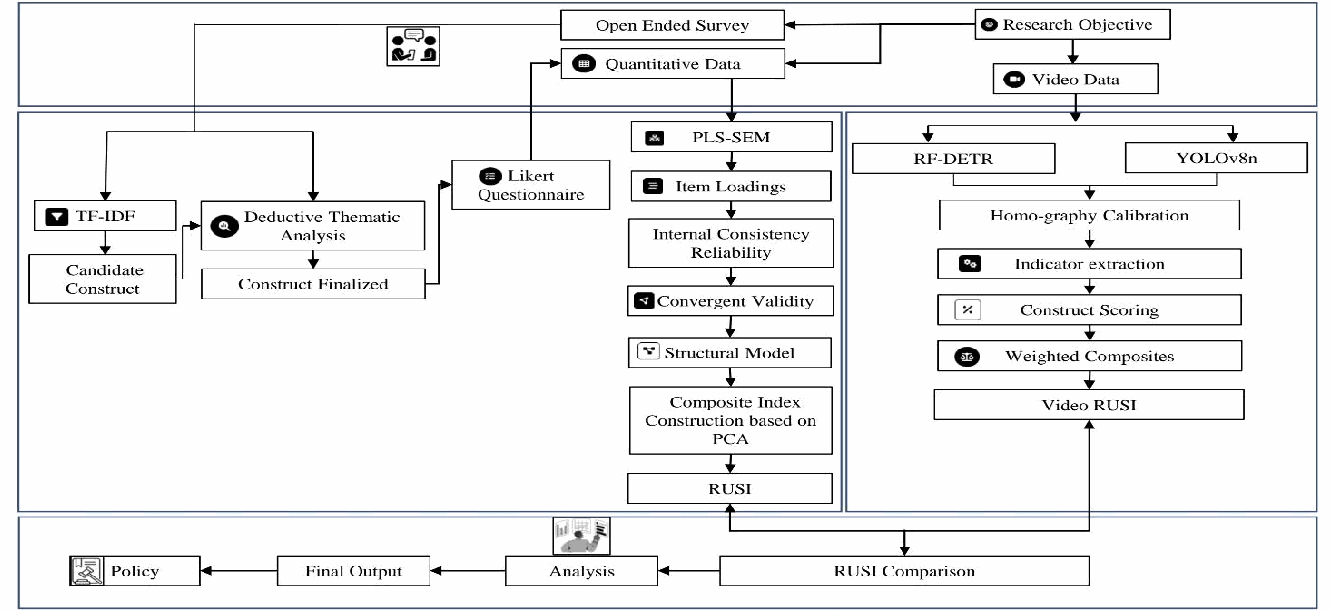 Open Ended Survey
Research Objective
Quantitative Data
Video Data
PLS-SEM
RF-DETR
YOLOv8n
Likert
Questionnaire
Item Loadings
TF-IDF
Deductive Thematic
Analysis
Homo-graphy Calibration
Internal Consistency
Reliability
Candidate
Construct
Construct Finalized
Indicator extraction
Convergent Validity
Construct Scoring
Structural Model
Weighted Composites
Composite Index
Construction based on
PCA
Video RUSI
RUSI
Policy
Final Output
Analysis
RUSI Comparison